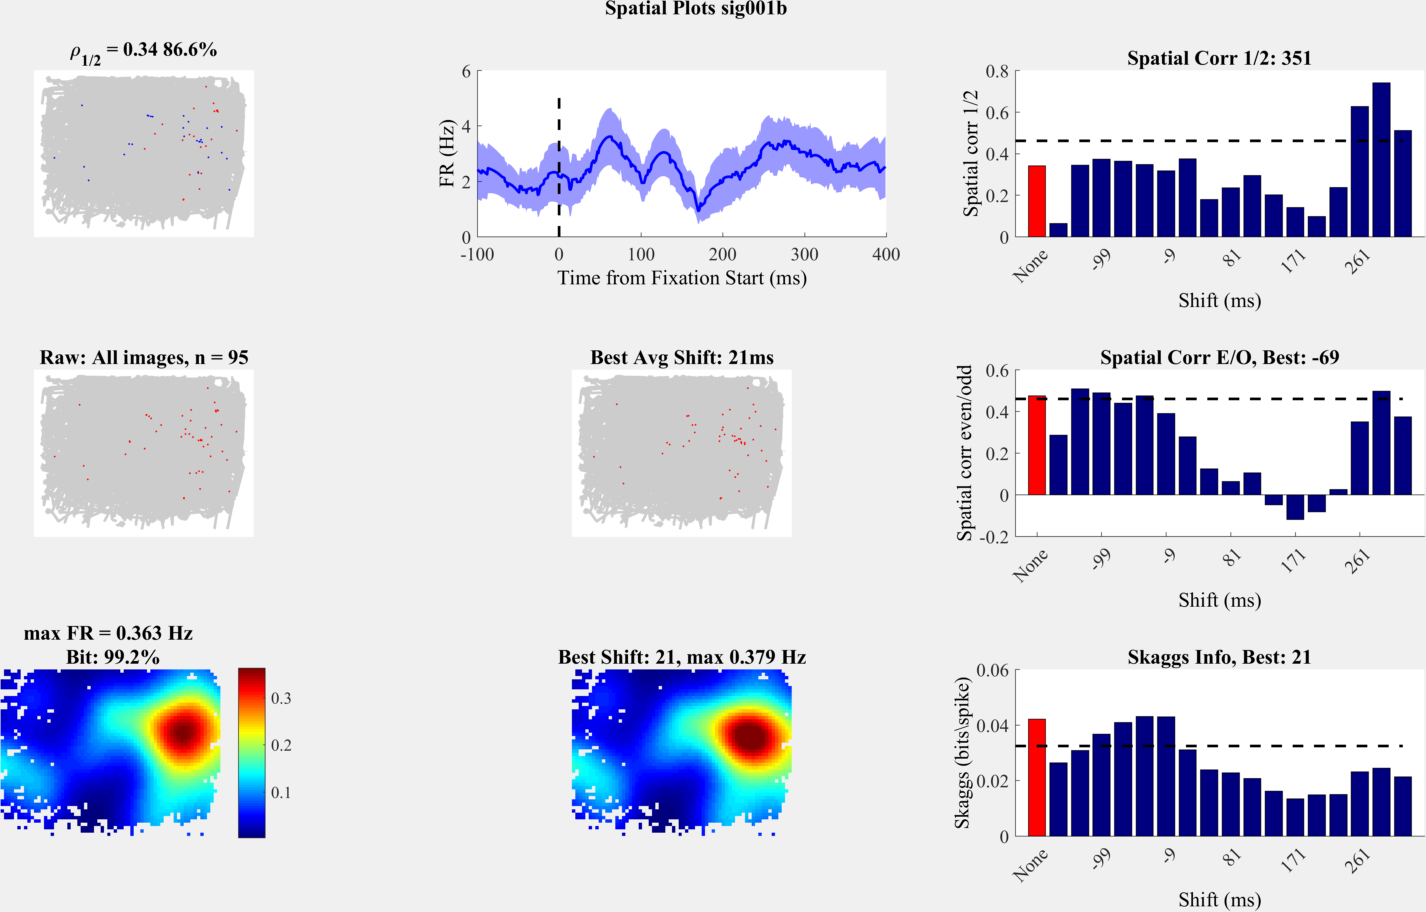 Spatial Plots sig001b
ρ1/2 = 0.34 86.6%
6
4
2
0
FR (Hz)
-100
0
100
200
300
400
Time from Fixation Start (ms)
Spatial Corr 1/2: 351
0.8
0.6
0.4
0.2
0
Spatial corr 1/2
None
-99
-9
81
171
261
Shift (ms)
Raw: All images, n = 95
Best Avg Shift: 21ms
Spatial Corr E/O, Best: -69
0.6
0.4
0.2
0
-0.2
Spatial corr even/odd
None
-99
-9
81
171
261
Shift (ms)
max FR = 0.363 Hz
Bit: 99.2%
0.3
0.2
0.1
Best Shift: 21, max 0.379 Hz
Skaggs Info, Best: 21
0.06
0.04
0.02
0
Skaggs (bits\spike)
None
-99
-9
81
171
261
Shift (ms)